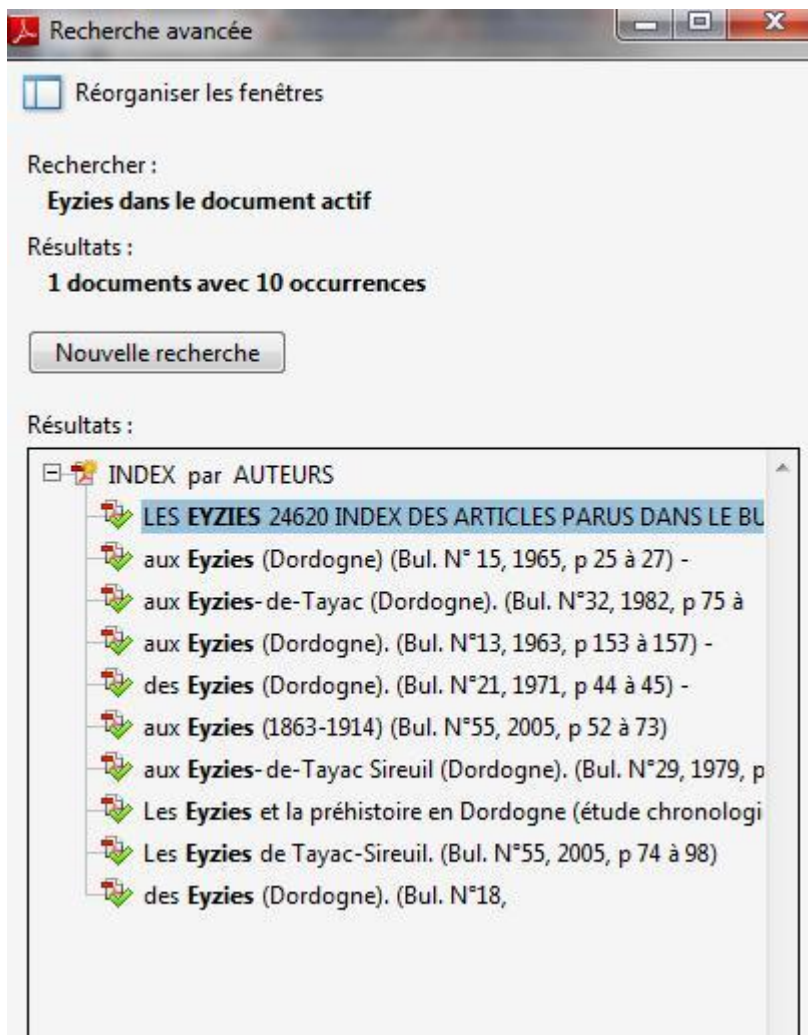 Recherche avancée
Réorganiser les fenêtres
Rechercher :
Eyzies dans le document actif
Résultats :
1 documents avec 10 occurrences
Nouvelle recherche
Résultats :
INDEX par AUTEURS
LES EYZIES 24620 INDEX DES ARTICLES PARUS DANS LE BU
aux Eyzies (Dordogne) (Bul. N° 15, 1965, p 25 à 27) -
aux Eyzies-de-Tayac (Dordogne). (Bul. N°32, 1982, p 75 à
aux Eyzies (Dordogne). (Bul. N°13, 1963, p 153 à 157) -
des Eyzies (Dordogne). (Bul. N°21, 1971, p 44 à 45) -
aux Eyzies (1863-1914) (Bul. N°55, 2005, p 52 à 73)
aux Eyzies-de-Tayac Sireuil (Dordogne). (Bul. N°29, 1979, p
Les Eyzies et la préhistoire en Dordogne (étude chronologi
Les Eyzies de Tayac-Sireuil. (Bul. N°55, 2005, p 74 à 98)
des Eyzies (Dordogne). (Bul. N°18,